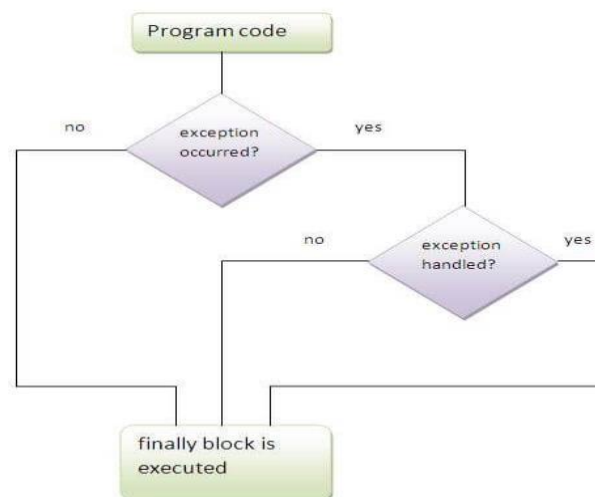 Program code
no
exception
occurred?
yes
no
exception
handled?
yes
finally block is
executed